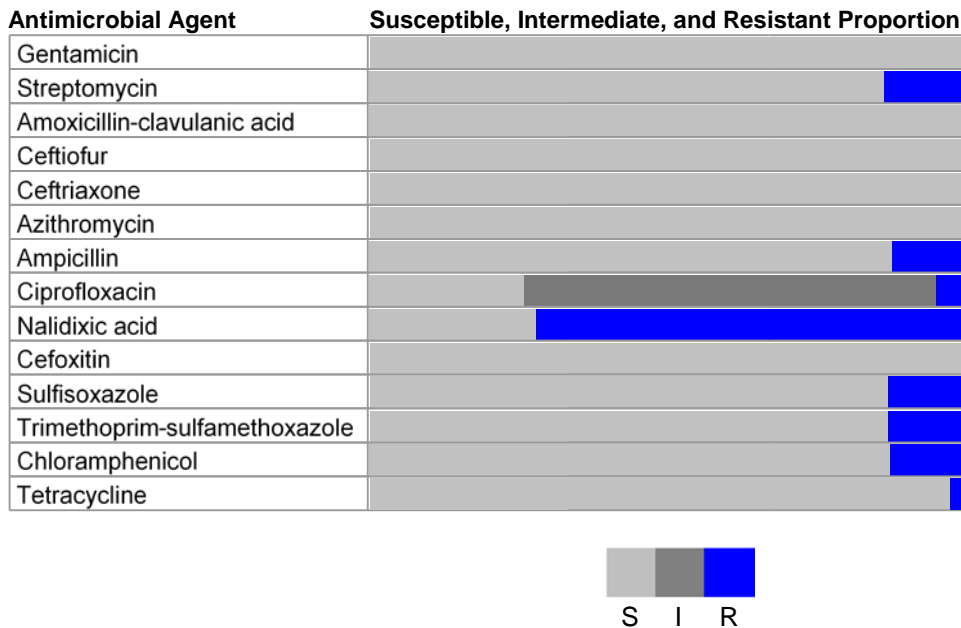 Antimicrobial Agent Susceptible, Intermediate, and Resistant Proportion
Gentamicin
Streptomycin
Amoxicillin-clavulanic acid
Ceftiofur
Ceftriaxone
Azithromycin
Ampicillin
Ciprofloxacin
Nalidixic acid
Cefoxitin
Sulfisoxazole
Trimethoprim-sulfamethoxazole
Chloramphenicol
Tetracycline
S I R